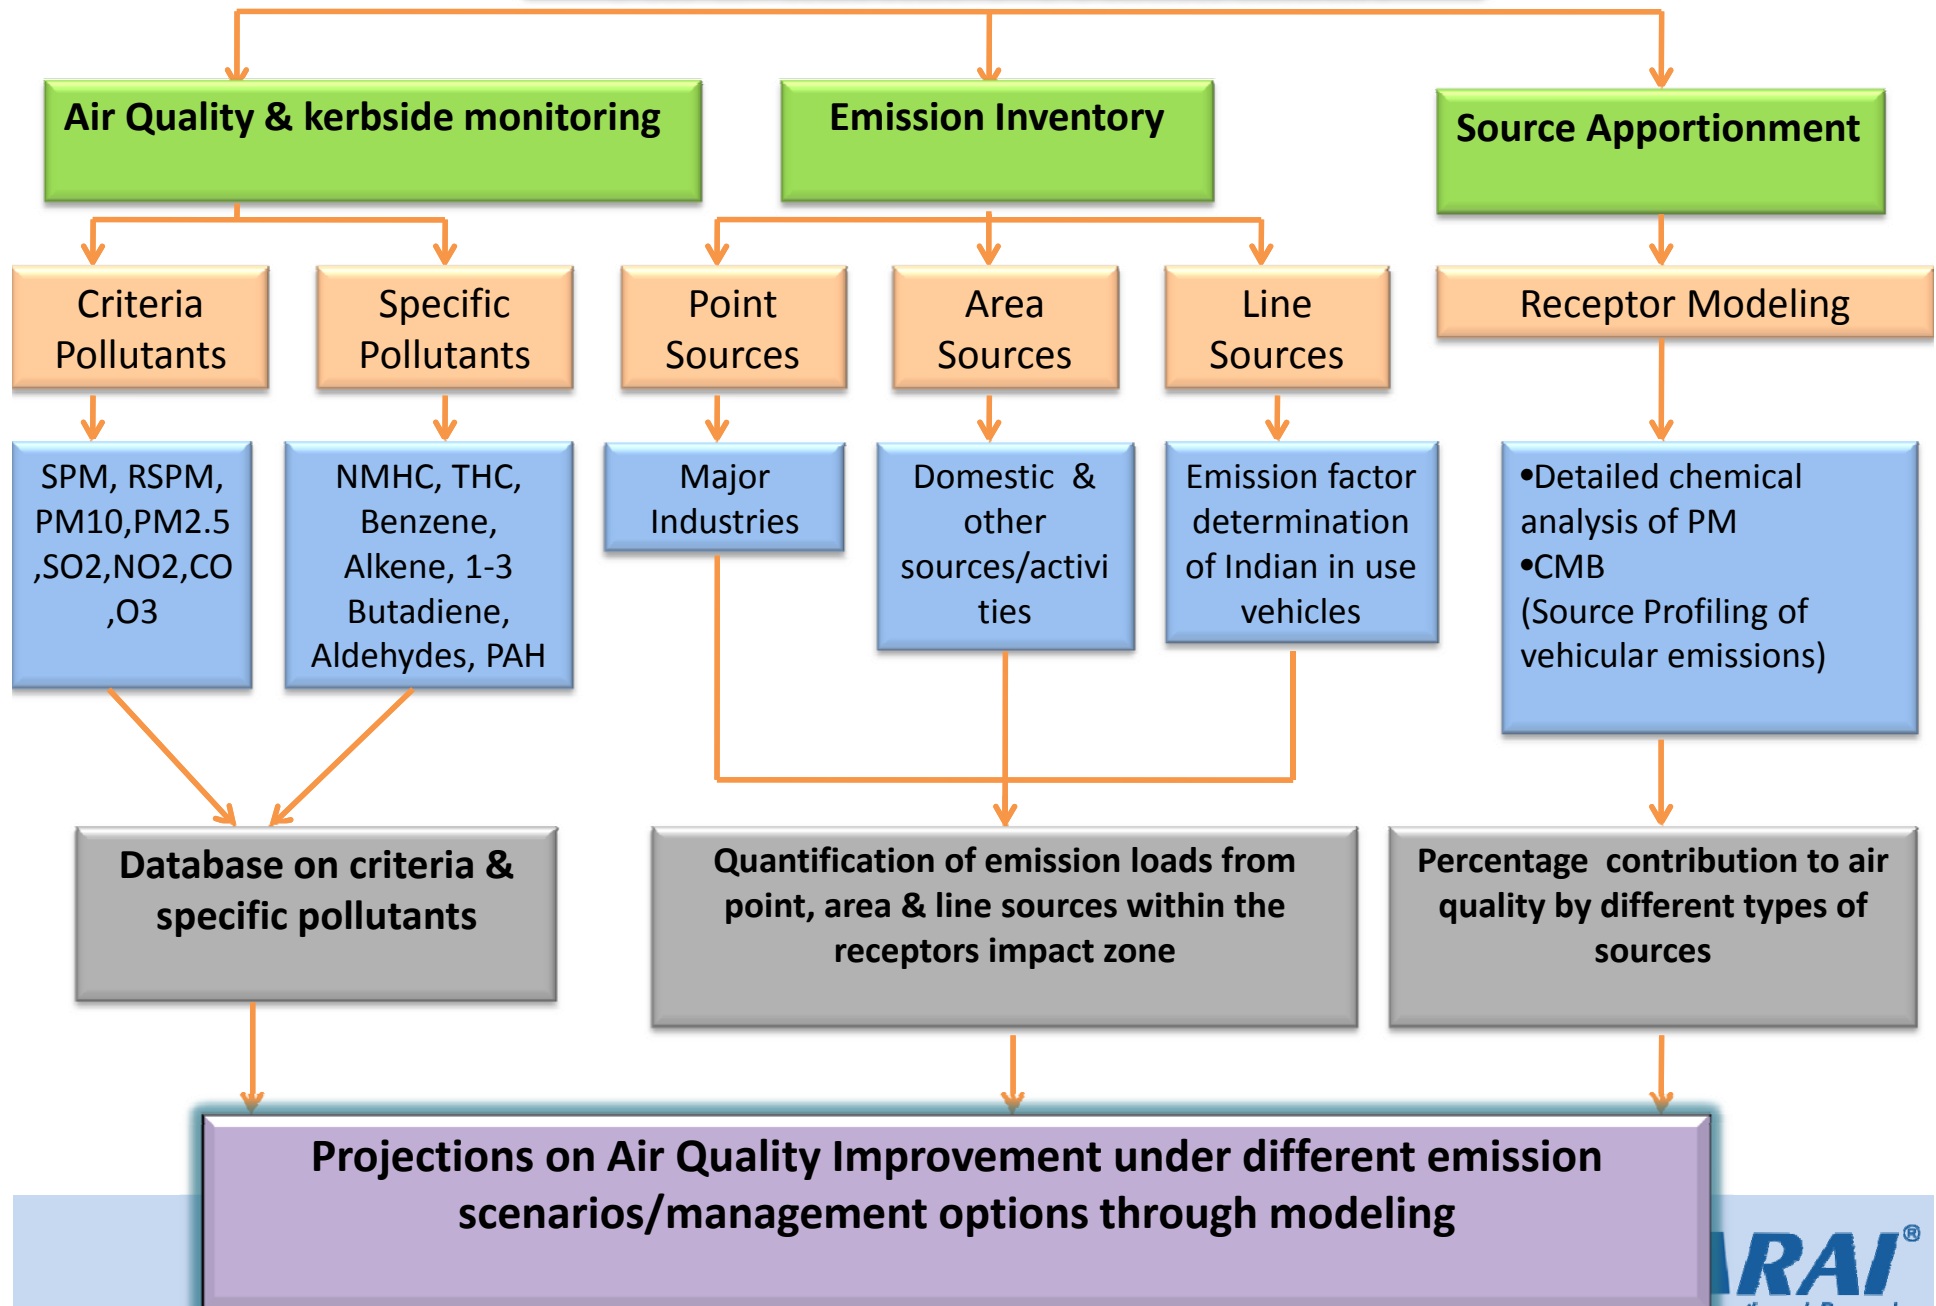 Air Quality & kerbside monitoring
Emission Inventory
Source Apportionment
Criteria
Pollutants
Specific
Pollutants
Point
Sources
Area
Sources
Line
Sources
Receptor Modeling
SPM, RSPM,
PM10,PM2.5
,SO2,NO2,CO
,O3
NMHC, THC,
Benzene,
Alkene, 1-3
Butadiene,
Aldehydes, PAH
Major
Industries
Domestic &
other
sources/activi
ties
Emission factor
determination
of Indian in use
vehicles
•Detailed chemical
analysis of PM
•CMB
(Source Profiling of
vehicular emissions)
Database on criteria &
specific pollutants
Quantification of emission loads from
point, area & line sources within the
receptors impact zone
Percentage contribution to air
quality by different types of
sources
Projections on Air Quality Improvement under different emission
scenarios/management options through modeling
ARAI®